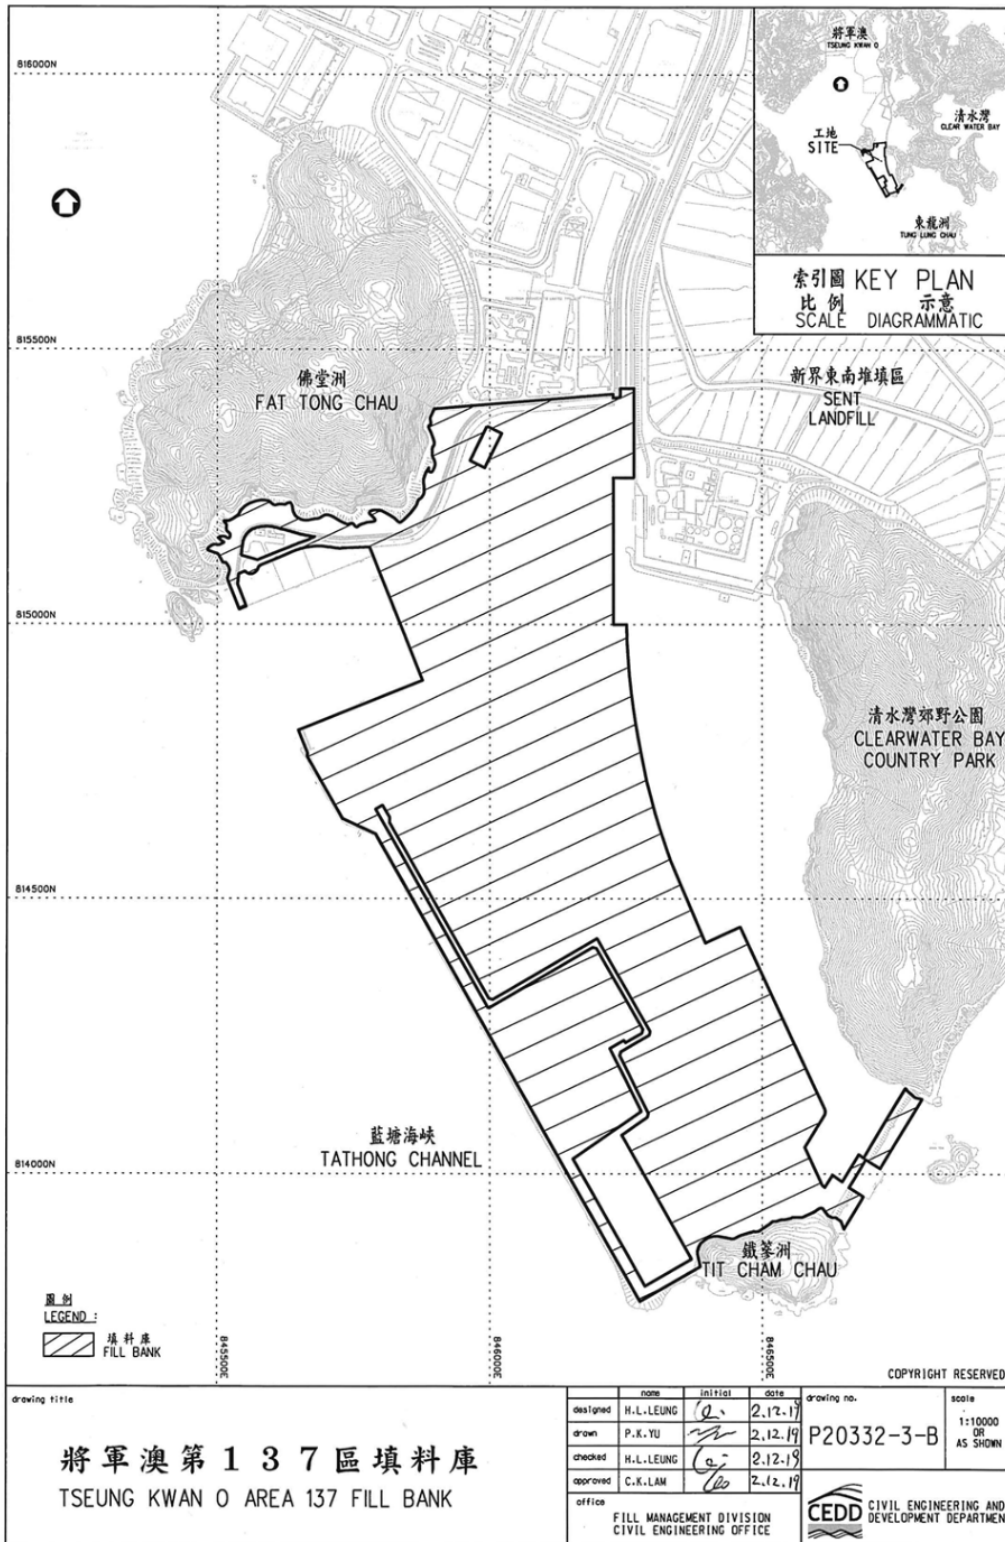 816000N
815500N
815000N
814500N
814000N
845500E
846000E
846500E
將軍澳
TSEUNG KWAN O
清水灣
CLEAR WATER BAY
工地
SITE
東龍洲
TUNG LUNG CHAU
索引圖 KEY PLAN
比例 示意
SCALE DIAGRAMMATIC
佛堂洲
FAT TONG CHAU
新界東南堆填區
SENT
LANDFILL
清水灣郊野公園
CLEARWATER BAY
COUNTRY PARK
藍塘海峽
TATHONG CHANNEL
鐵篸洲
TIT CHAM CHAU
圖例
LEGEND :
填料庫
FILL BANK
COPYRIGHT RESERVED
drawing title
將軍澳第137區填料庫
TSEUNG KWAN O AREA 137 FILL BANK
name initial date
designed H.L.LEUNG 2.12.19
drawn P.K.YU 2.12.19
checked H.L.LEUNG 2.12.19
approved C.K.LAM 2.12.19
office
FILL MANAGEMENT DIVISION
CIVIL ENGINEERING OFFICE
drawing no.
P20332-3-B
scale
1:10000
OR
AS SHOWN
CEDD
CIVIL ENGINEERING AND
DEVELOPMENT DEPARTMEN